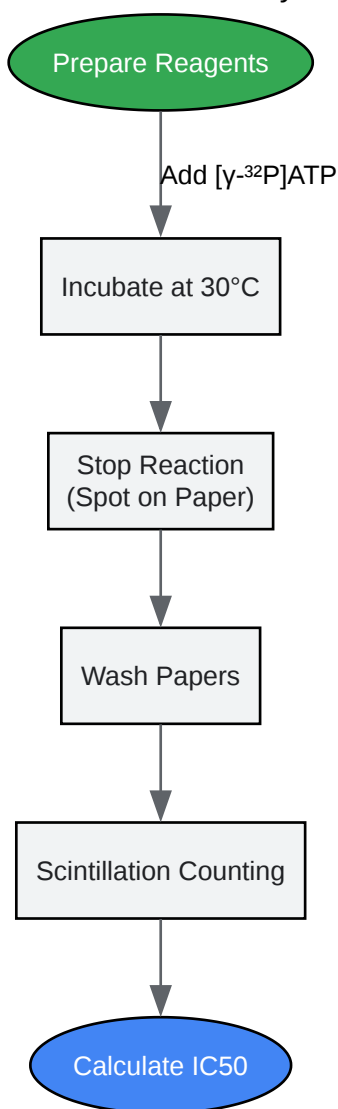 Prepare Reagents
Add [γ-³²P]ATP
Incubate at 30°C
Stop Reaction
(Spot on Paper)
Wash Papers
Scintillation Counting
Calculate IC50